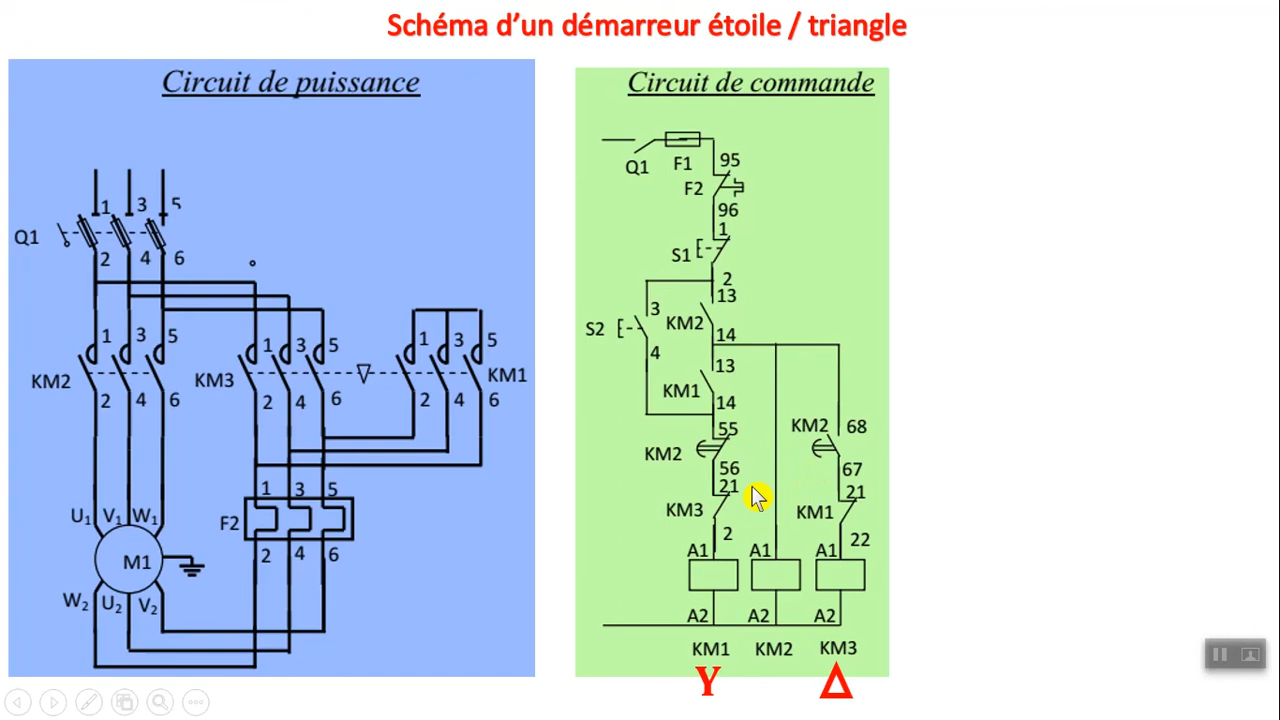 Schéma d'un démarreur étoile / triangle
Circuit de puissance
1 3 5
Q1
2 4 6
1 3 5
KM2
2 4 6
1 3 5
KM3
2 4 6
1 3 5
KM1
2 4 6
1 3 5
F2
2 4 6
U1 V1 W1
M1
W2 U2 V2
Circuit de commande
Q1 F1
95
F2
96
1
S1
2
13
3
S2
4
KM2
14
13
KM1
14
55
KM2
56
21
KM3
2
KM2 68
67
21
KM1
22
A1 A1 A1
A2 A2 A2
KM1 KM2 KM3
Y Δ